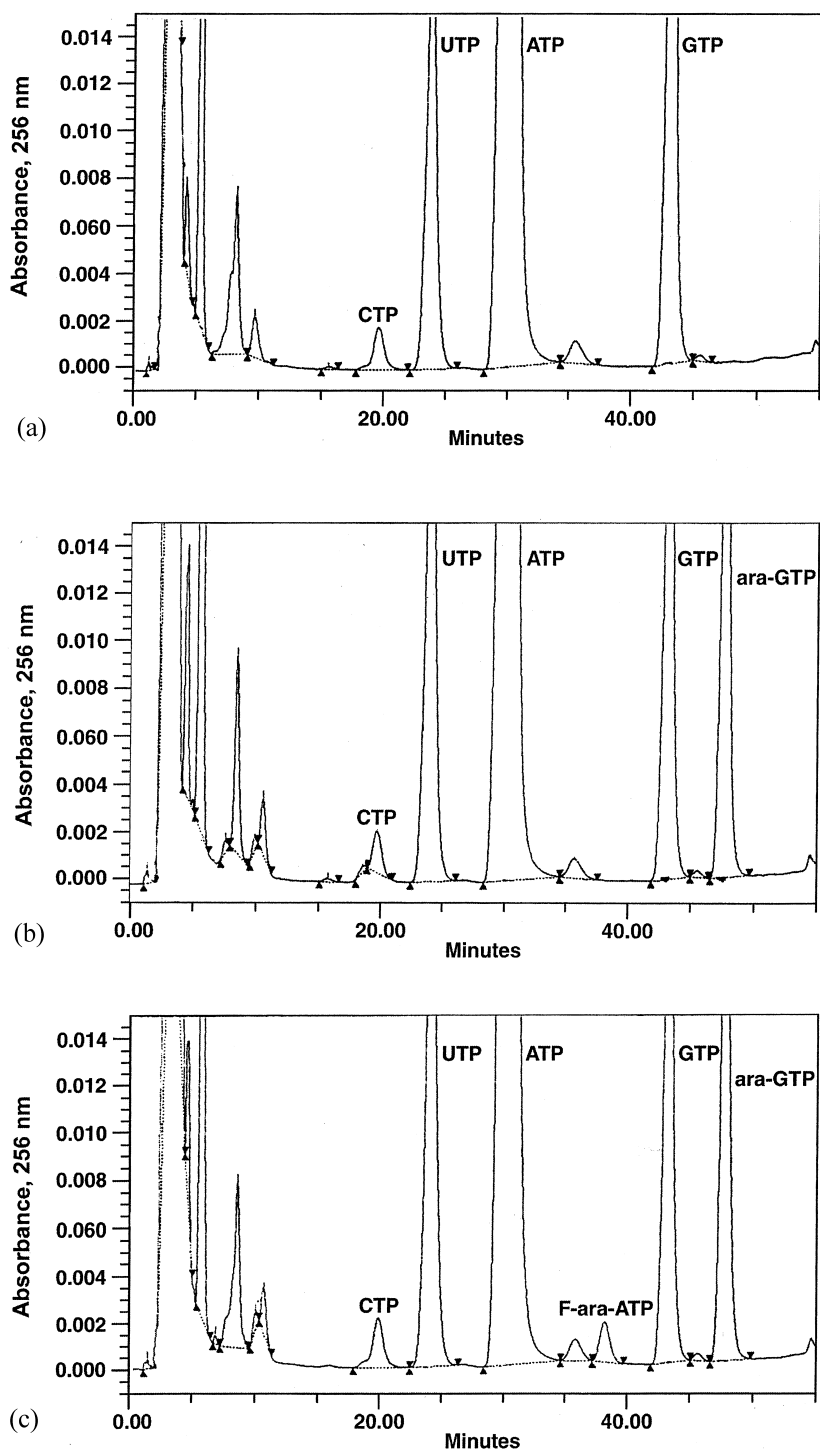 0.014
UTP
ATP
GTP
0.012
0.010
0.008
0.060
0.004
0.002
CTP
0.000
0.00
20.00
40.00
Minutes
Absorbance, 256 nm
(a)
0.014
UTP
ATP
GTP
ara-GTP
0.012
0.010
0.008
0.060
0.004
0.002
CTP
0.000
0.00
20.00
40.00
Minutes
Absorbance, 256 nm
(b)
0.014
UTP
ATP
GTP
ara-GTP
0.012
0.010
0.008
0.060
0.004
0.002
CTP
F-ara-ATP
0.000
0.00
20.00
40.00
Minutes
Absorbance, 256 nm
(c)